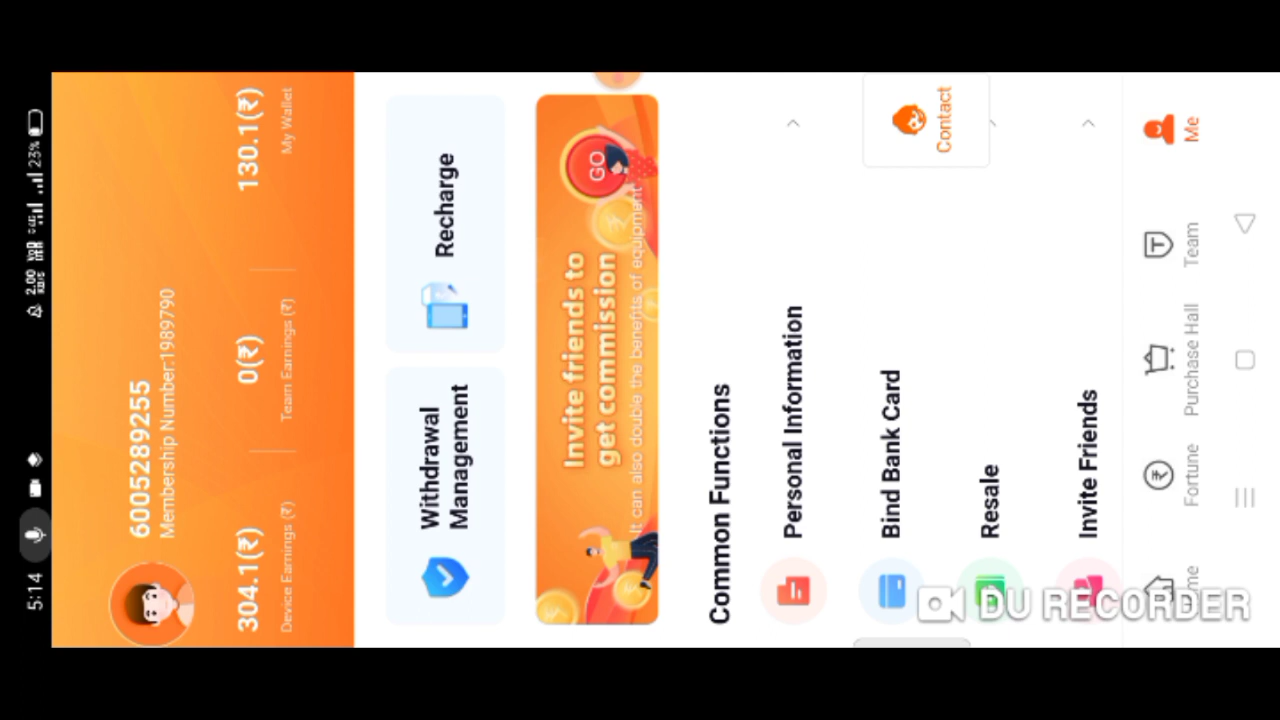 5:14
2.00
KB/S
23%
6005289255
Membership Number:1989790
304.1(₹)
0(₹)
130.1(₹)
Device Earnings (₹)
Team Earnings (₹)
My Wallet
Withdrawal
Management
Recharge
Invite friends to
get commission
GO
It can also double the benefits of equipment
Common Functions
Personal Information
Bind Bank Card
Contact
Resale
Invite Friends
Fortune
Purchase Hall
Team
Me
DU RECORDER